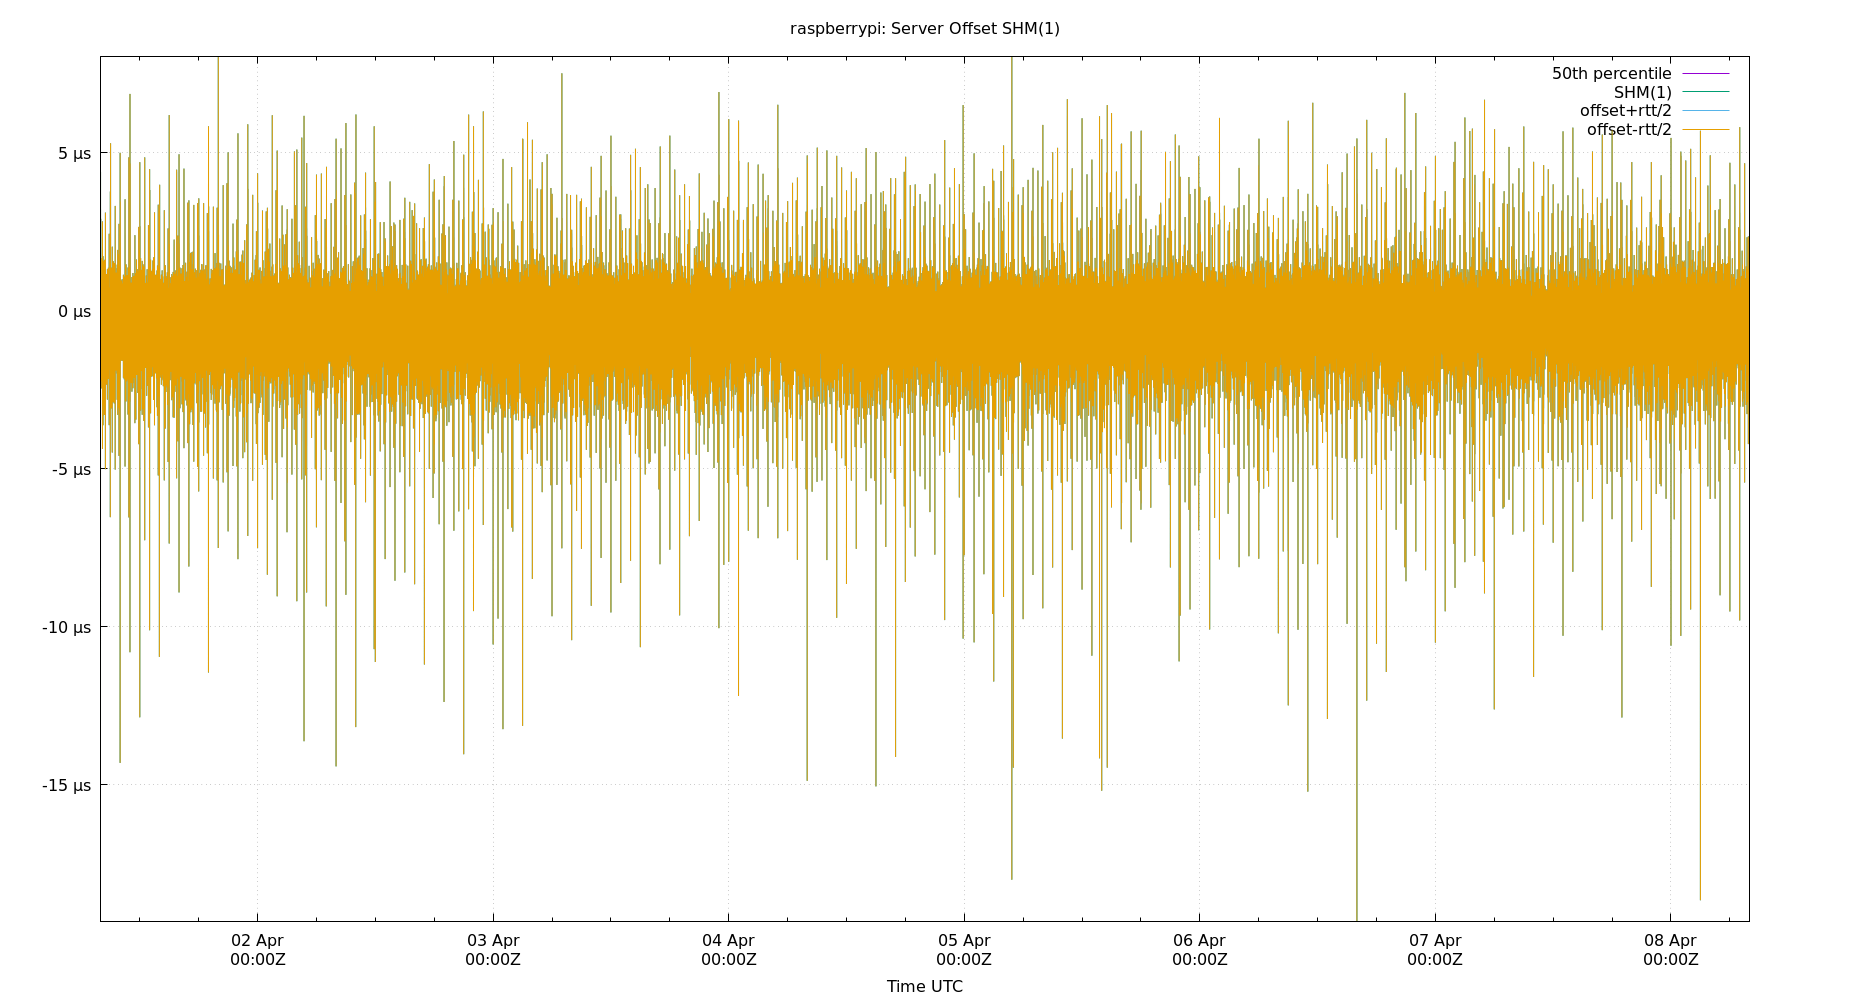 raspberrypi: Server Offset SHM(1)
50th percentile
SHM(1)
offset+rtt/2
offset-rtt/2
5 µs
0 µs
-5 µs
-10 µs
-15 µs
02 Apr 03 Apr 04 Apr 05 Apr 06 Apr 07 Apr 08 Apr
00:00Z 00:00Z 00:00Z 00:00Z 00:00Z 00:00Z 00:00Z
Time UTC